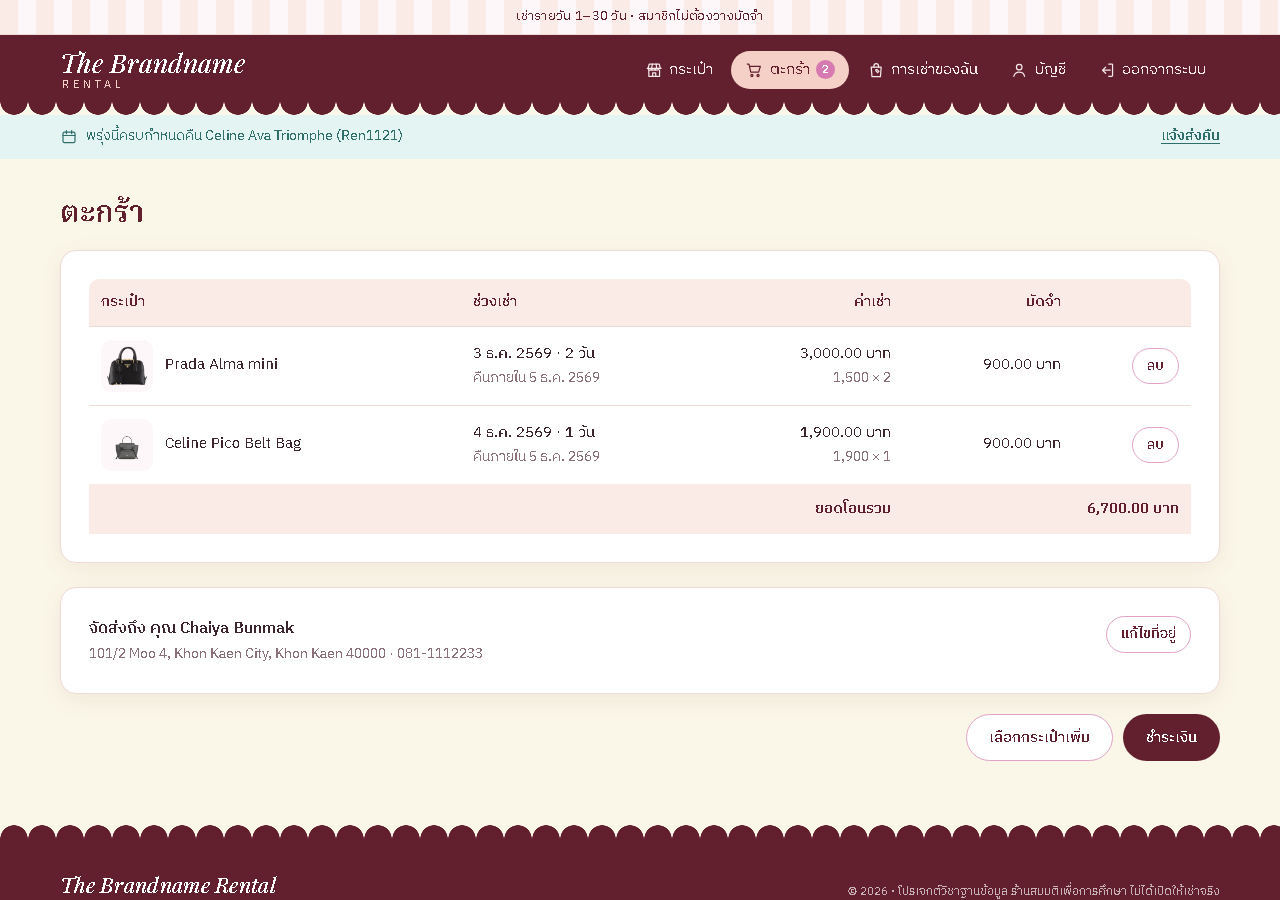 เช่ารายวัน 1–30 วัน · สมาชิกไม่ต้องวางมัดจำ
The Brandname
RENTAL
กระเป๋า
ตะกร้า 2
การเช่าของฉัน
บัญชี
ออกจากระบบ
พรุ่งนี้ครบกำหนดคืน Celine Ava Triomphe (Ren1121)
แจ้งส่งคืน
ตะกร้า
กระเป๋า ช่วงเช่า ค่าเช่า มัดจำ
Prada Alma mini
3 ธ.ค. 2569 · 2 วัน
คืนภายใน 5 ธ.ค. 2569
3,000.00 บาท
1,500 × 2
900.00 บาท
ลบ
Celine Pico Belt Bag
4 ธ.ค. 2569 · 1 วัน
คืนภายใน 5 ธ.ค. 2569
1,900.00 บาท
1,900 × 1
900.00 บาท
ลบ
ยอดโอนรวม 6,700.00 บาท
จัดส่งถึง คุณ Chaiya Bunmak
101/2 Moo 4, Khon Kaen City, Khon Kaen 40000 · 081-1112233
แก้ไขที่อยู่
เลือกกระเป๋าเพิ่ม
ชำระเงิน
The Brandname Rental
© 2026 · โปรเจกต์วิชาฐานข้อมูล ร้านสมมติเพื่อการศึกษา ไม่ได้เปิดให้เช่าจริง